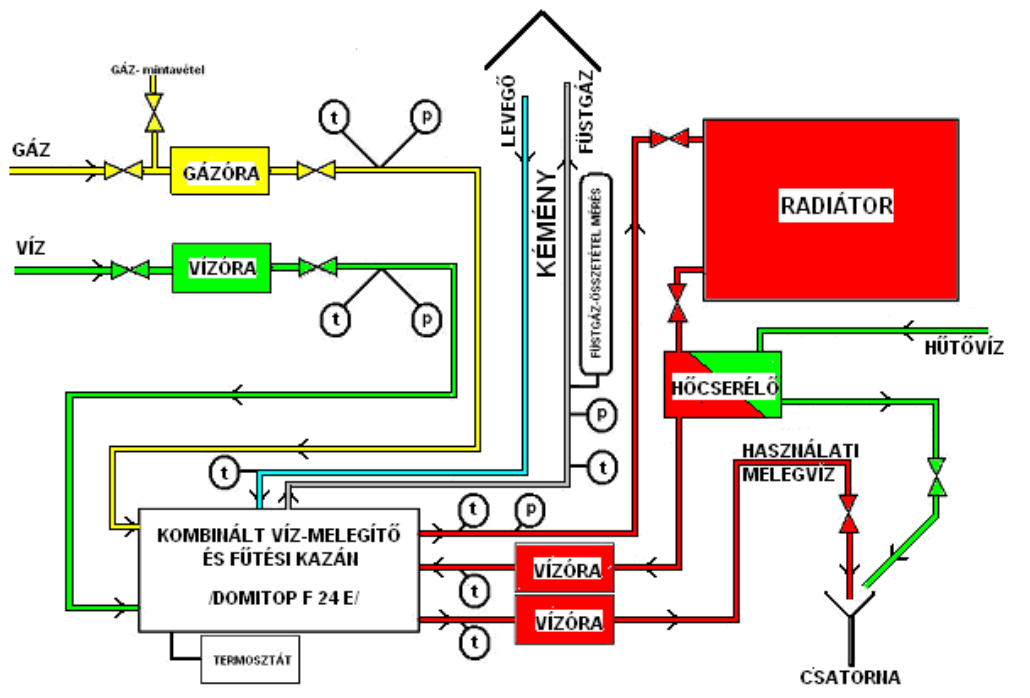 GÁZ- mintavétel
GÁZ
GÁZÓRA
t
p
VÍZ
VÍZÓRA
t
p
LEVEGŐ
FÜSTGÁZ
KÉMÉNY
FÜSTGÁZ-ÖSSZETÉTEL MÉRÉS
RADIÁTOR
HŰTŐVÍZ
HŐCSERÉLŐ
p
t
t
HASZNÁLATI
MELEGVÍZ
KOMBINÁLT VÍZ-MELEGÍTŐ
ÉS FŰTÉSI KAZÁN
/DOMITOP F 24 E/
t
p
VÍZÓRA
t
VÍZÓRA
t
TERMOSZTÁT
CSATORNA